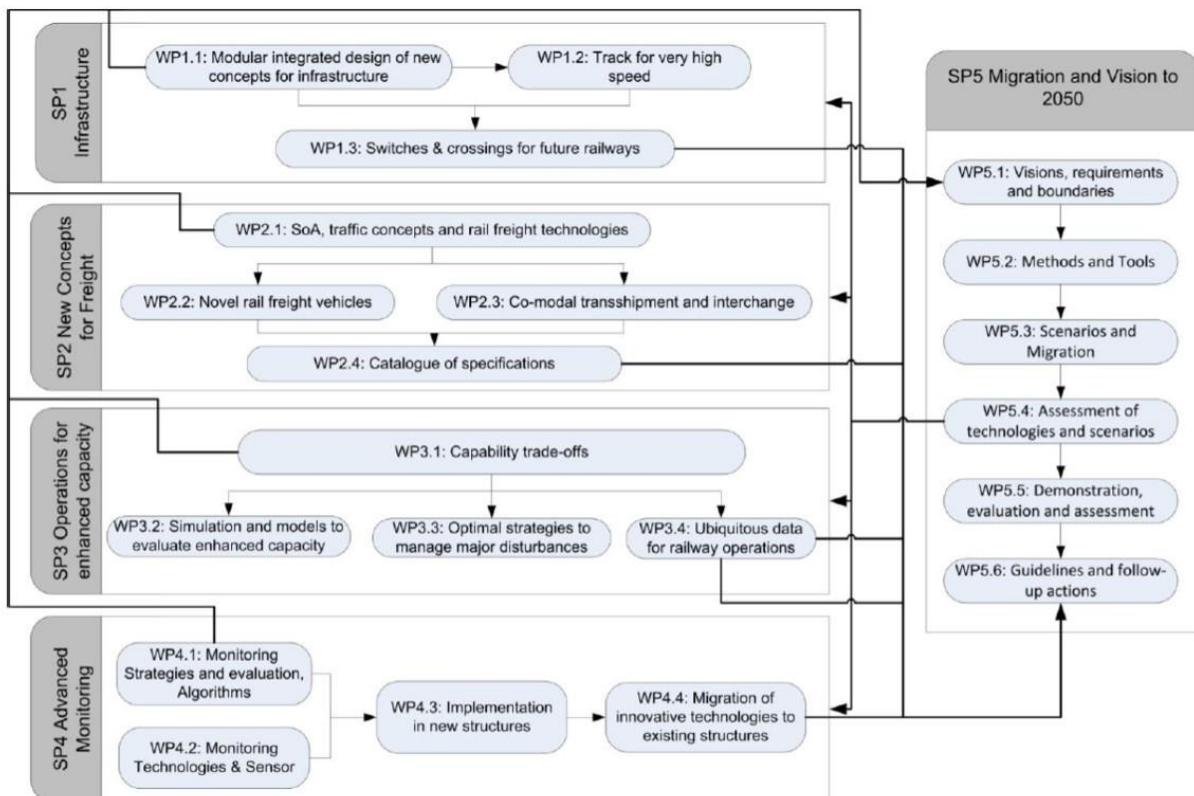 SP1
Infrastructure
WP1.1: Modular integrated design of new
concepts for infrastructure
WP1.2: Track for very high
speed
WP1.3: Switches & crossings for future railways
SP2 New Concepts
for Freight
WP2.1: SoA, traffic concepts and rail freight technologies
WP2.2: Novel rail freight vehicles
WP2.3: Co-modal transshipment and interchange
WP2.4: Catalogue of specifications
SP3 Operations for
enhanced capacity
WP3.1: Capability trade-offs
WP3.2: Simulation and models to
evaluate enhanced capacity
WP3.3: Optimal strategies to
manage major disturbances
WP3.4: Ubiquitous data
for railway operations
SP4 Advanced
Monitoring
WP4.1: Monitoring
Strategies and evaluation,
Algorithms
WP4.2: Monitoring
Technologies & Sensor
WP4.3: Implementation
in new structures
WP4.4: Migration of
innovative technologies to
existing structures
SP5 Migration and Vision to
2050
WP5.1: Visions, requirements
and boundaries
WP5.2: Methods and Tools
WP5.3: Scenarios and
Migration
WP5.4: Assessment of
technologies and scenarios
WP5.5: Demonstration,
evaluation and assessment
WP5.6: Guidelines and follow-
up actions